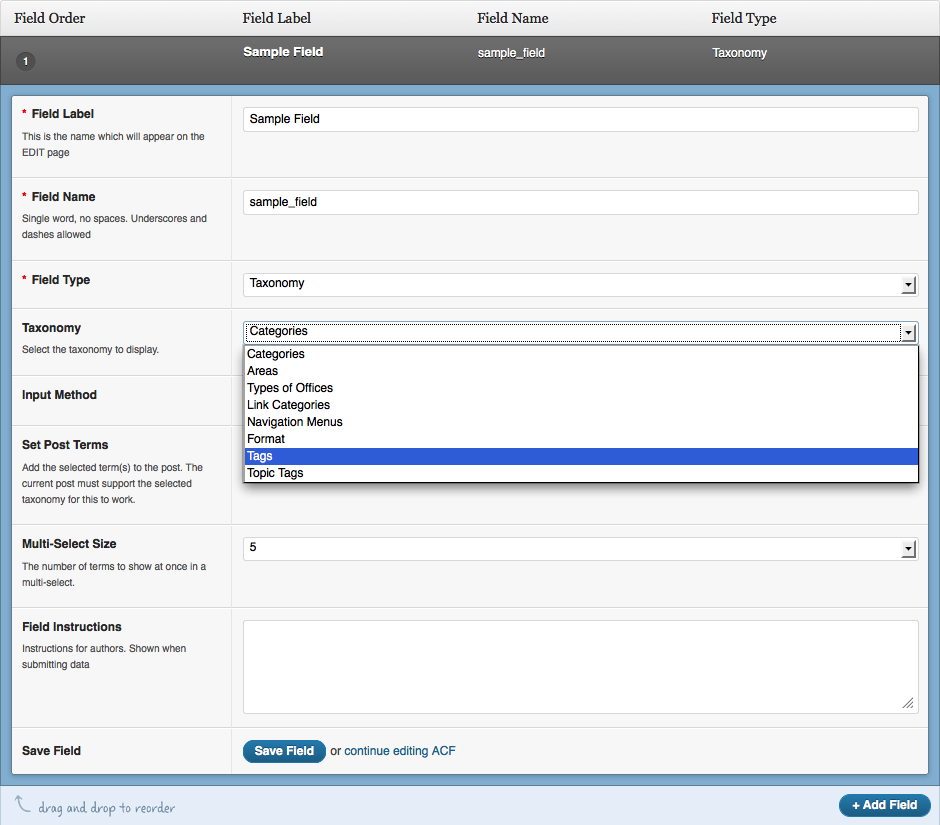 Field Order Field Label Field Name Field Type
1 Sample Field sample_field Taxonomy
* Field Label
This is the name which will appear on the
EDIT page
Sample Field
* Field Name
Single word, no spaces. Underscores and
dashes allowed
sample_field
* Field Type
Taxonomy
Taxonomy
Select the taxonomy to display.
Categories
Categories
Areas
Types of Offices
Link Categories
Navigation Menus
Format
Tags
Topic Tags
Input Method
Set Post Terms
Add the selected term(s) to the post. The
current post must support the selected
taxonomy for this to work.
Multi-Select Size
The number of terms to show at once in a
multi-select.
5
Field Instructions
Instructions for authors. Shown when
submitting data
Save Field
Save Field or continue editing ACF
drag and drop to reorder
+ Add Field